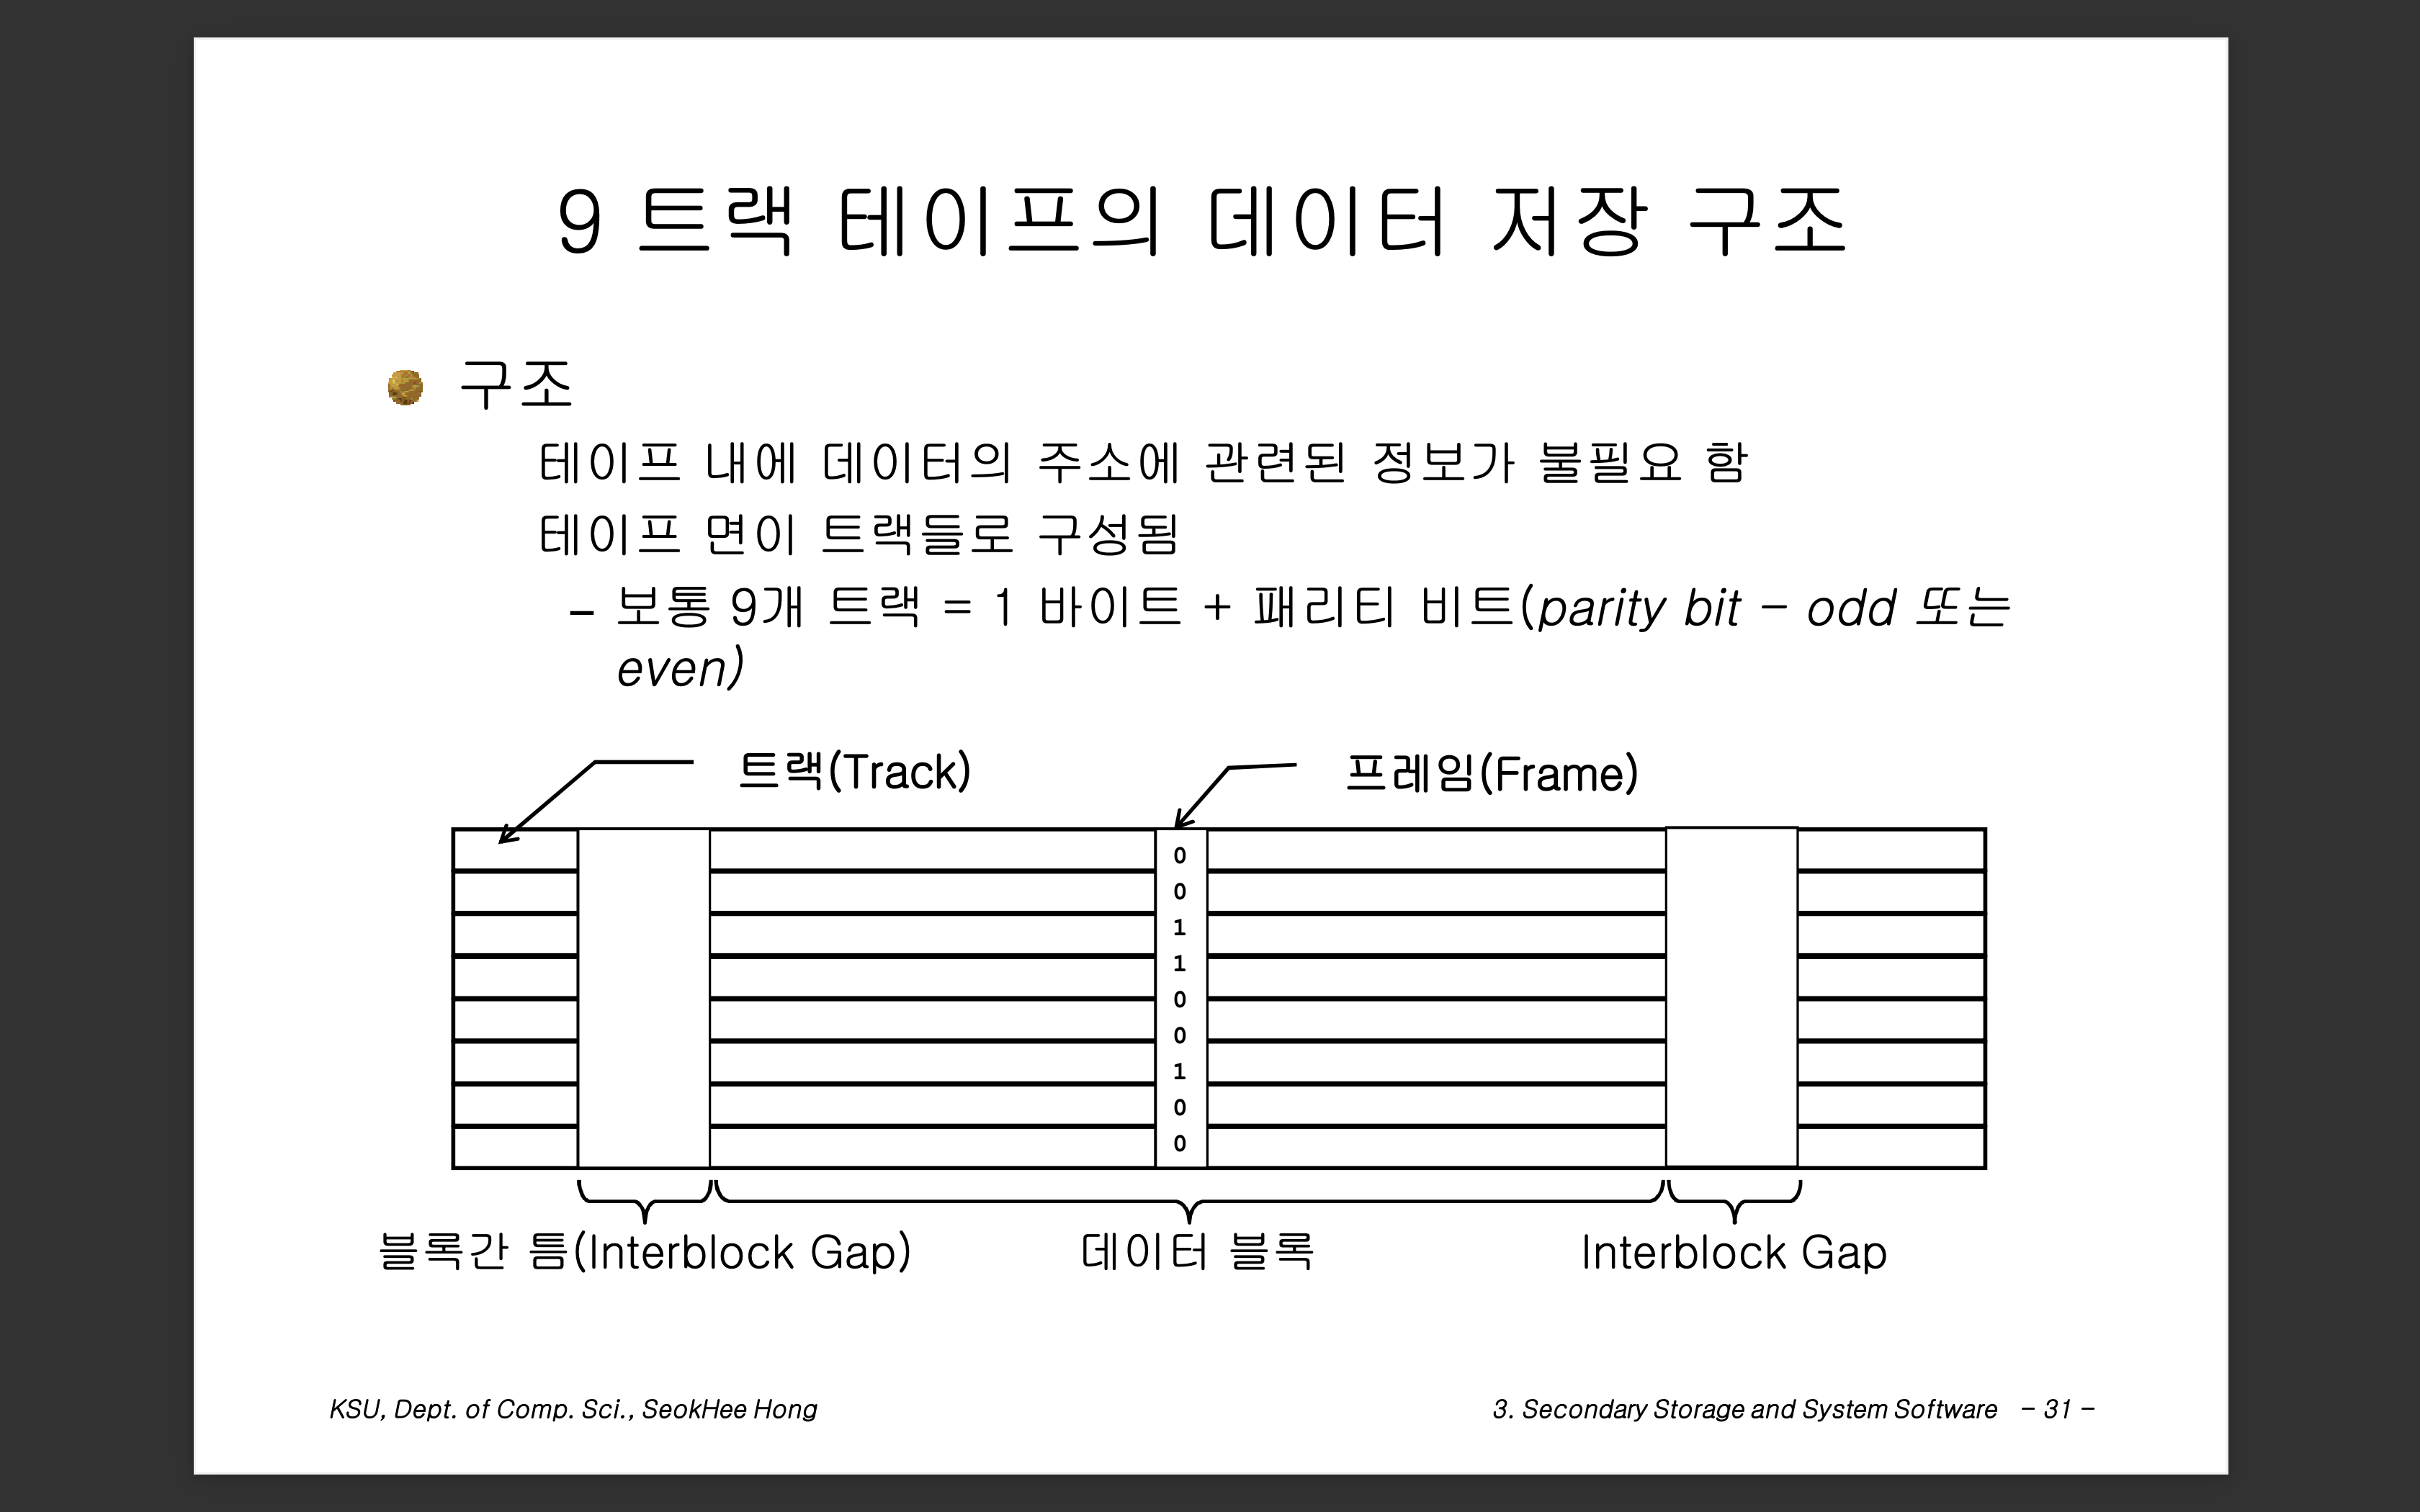 9 트랙 테이프의 데이터 저장 구조
구조
테이프 내에 데이터의 주소에 관련된 정보가 불필요 함
테이프 면이 트랙들로 구성됨
– 보통 9개 트랙 = 1 바이트 + 패리티 비트(parity bit – odd 또는
even)
트랙(Track)
프레임(Frame)
0
0
1
1
0
0
1
0
0
블록간 틈(Interblock Gap)
데이터 블록
Interblock Gap
KSU, Dept. of Comp. Sci., SeokHee Hong
3. Secondary Storage and System Software – 31 –